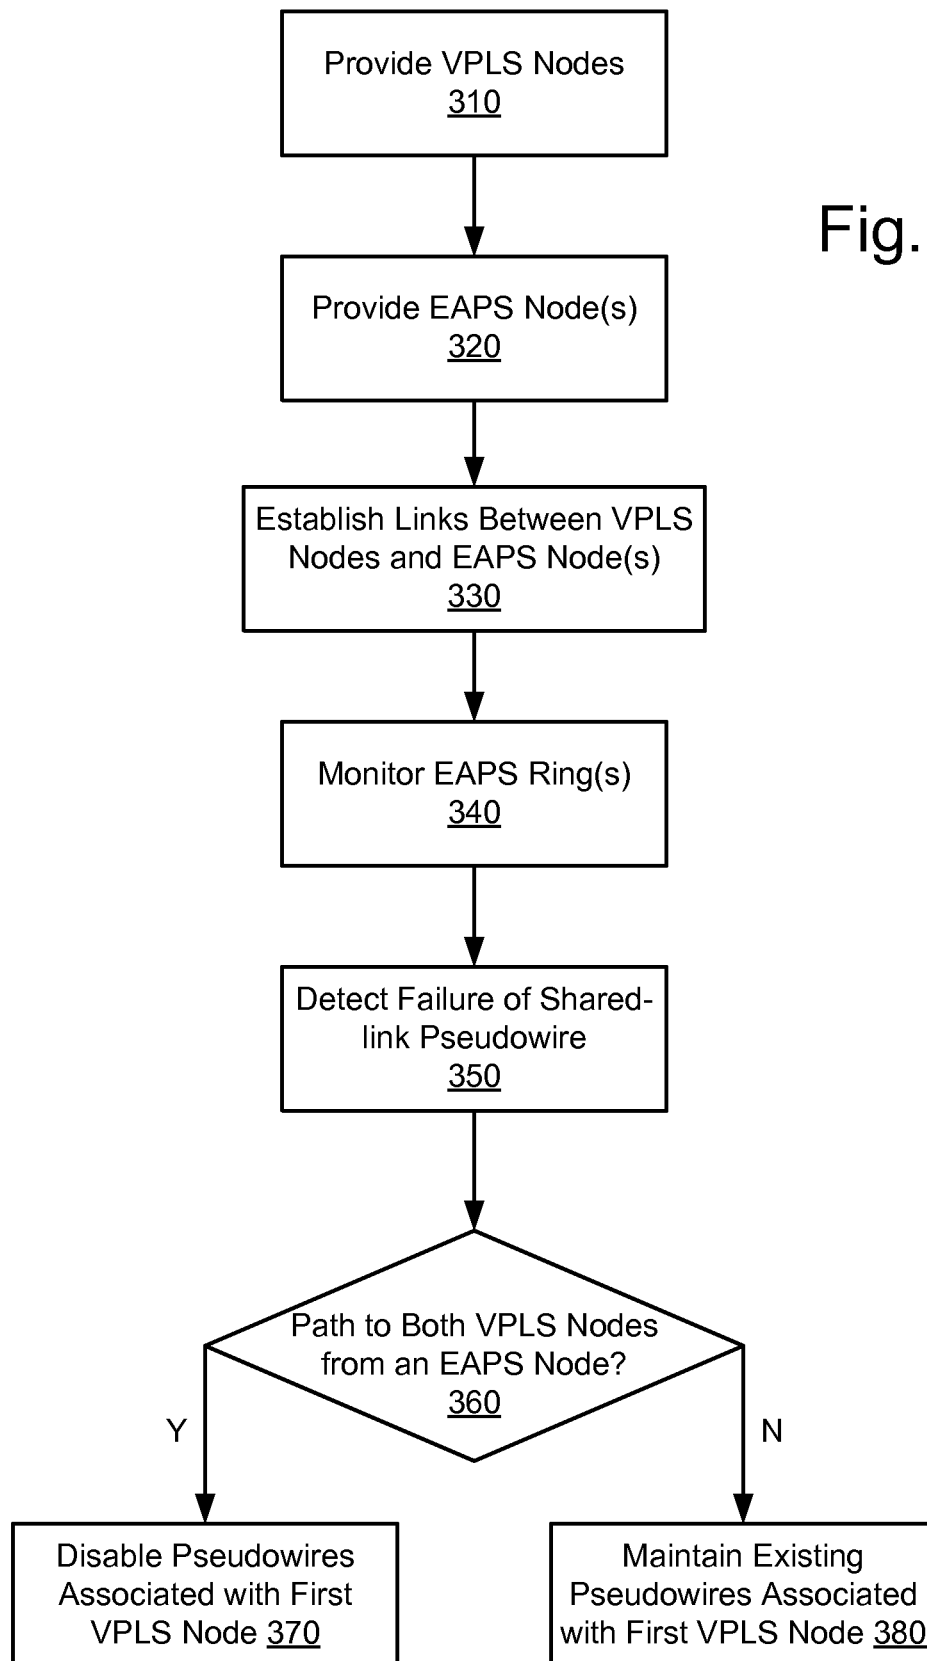 Provide VPLS Nodes
310
Fig.
Provide EAPS Node(s)
320
Establish Links Between VPLS
Nodes and EAPS Node(s)
330
Monitor EAPS Ring(s)
340
Detect Failure of Shared-
link Pseudowire
350
Path to Both VPLS Nodes
from an EAPS Node?
360
Y
N
Disable Pseudowires
Associated with First
VPLS Node 370
Maintain Existing
Pseudowires Associated
with First VPLS Node 380